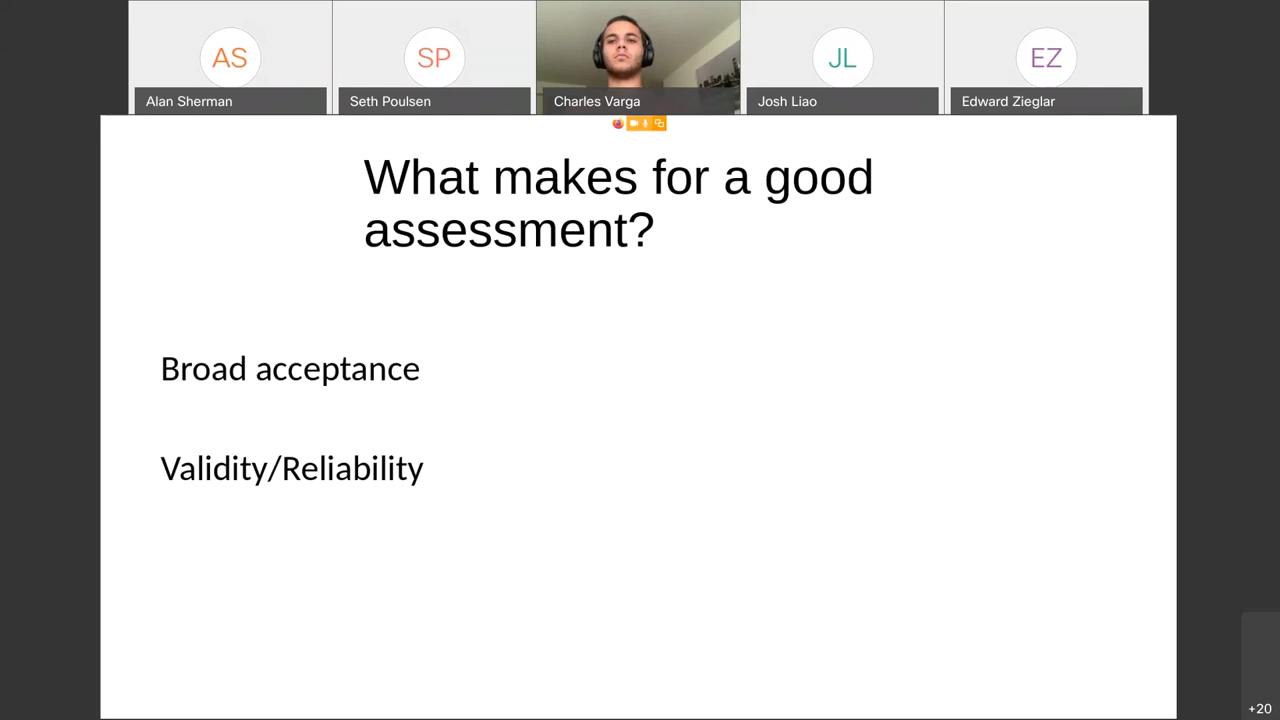 AS
SP
JL
EZ
Alan Sherman
Seth Poulsen
Charles Varga
Josh Liao
Edward Zieglar
What makes for a good
assessment?
Broad acceptance
Validity/Reliability
+20